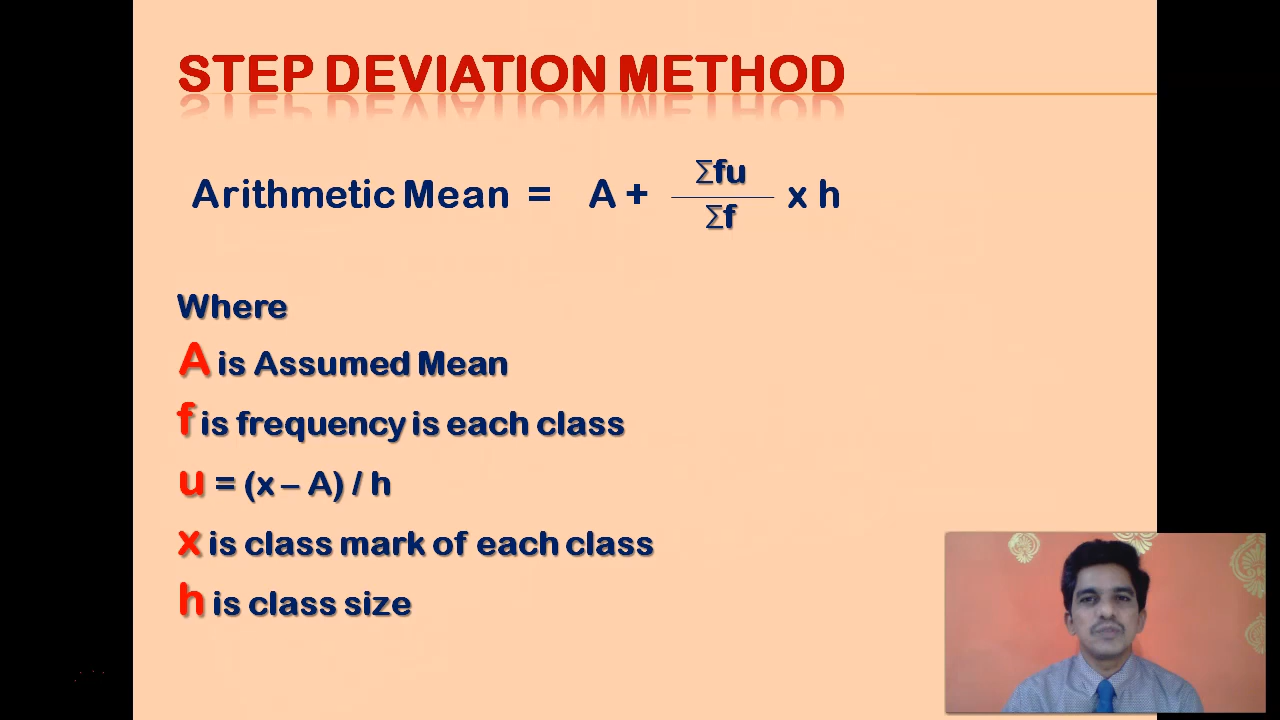 STEP DEVIATION METHOD
Arithmetic Mean = A + Σfu / Σf x h
Where
A is Assumed Mean
f is frequency is each class
u = (x – A) / h
x is class mark of each class
h is class size